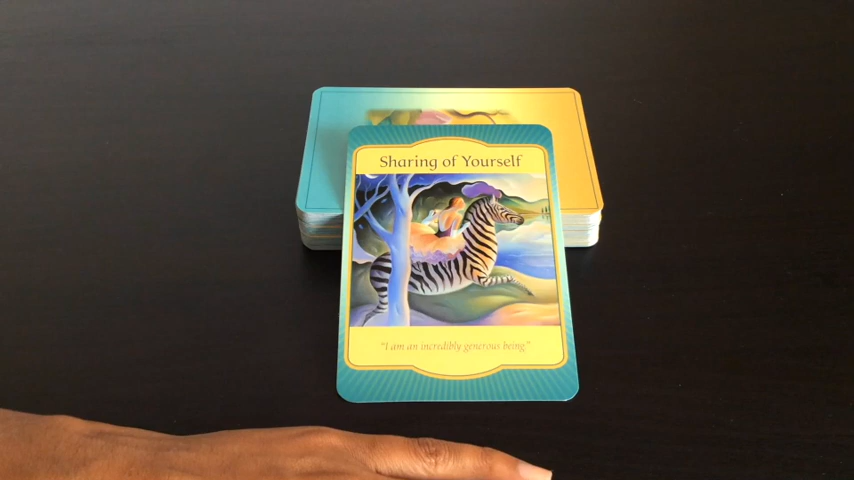 Sharing of Yourself
“I am an incredibly generous being”